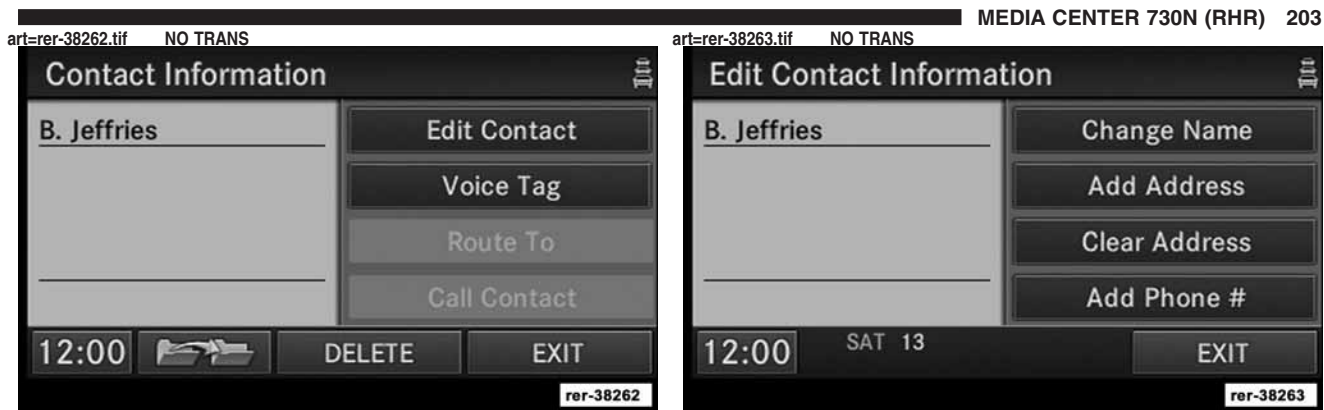 MEDIA CENTER 730N (RHR) 203
art=rer-38262.tif NO TRANS
Contact Information
B. Jeffries
Edit Contact
Voice Tag
Route To
Call Contact
12:00
DELETE
EXIT
rer-38262
art=rer-38263.tif NO TRANS
Edit Contact Information
B. Jeffries
Change Name
Add Address
Clear Address
Add Phone #
12:00
SAT 13
EXIT
rer-38263